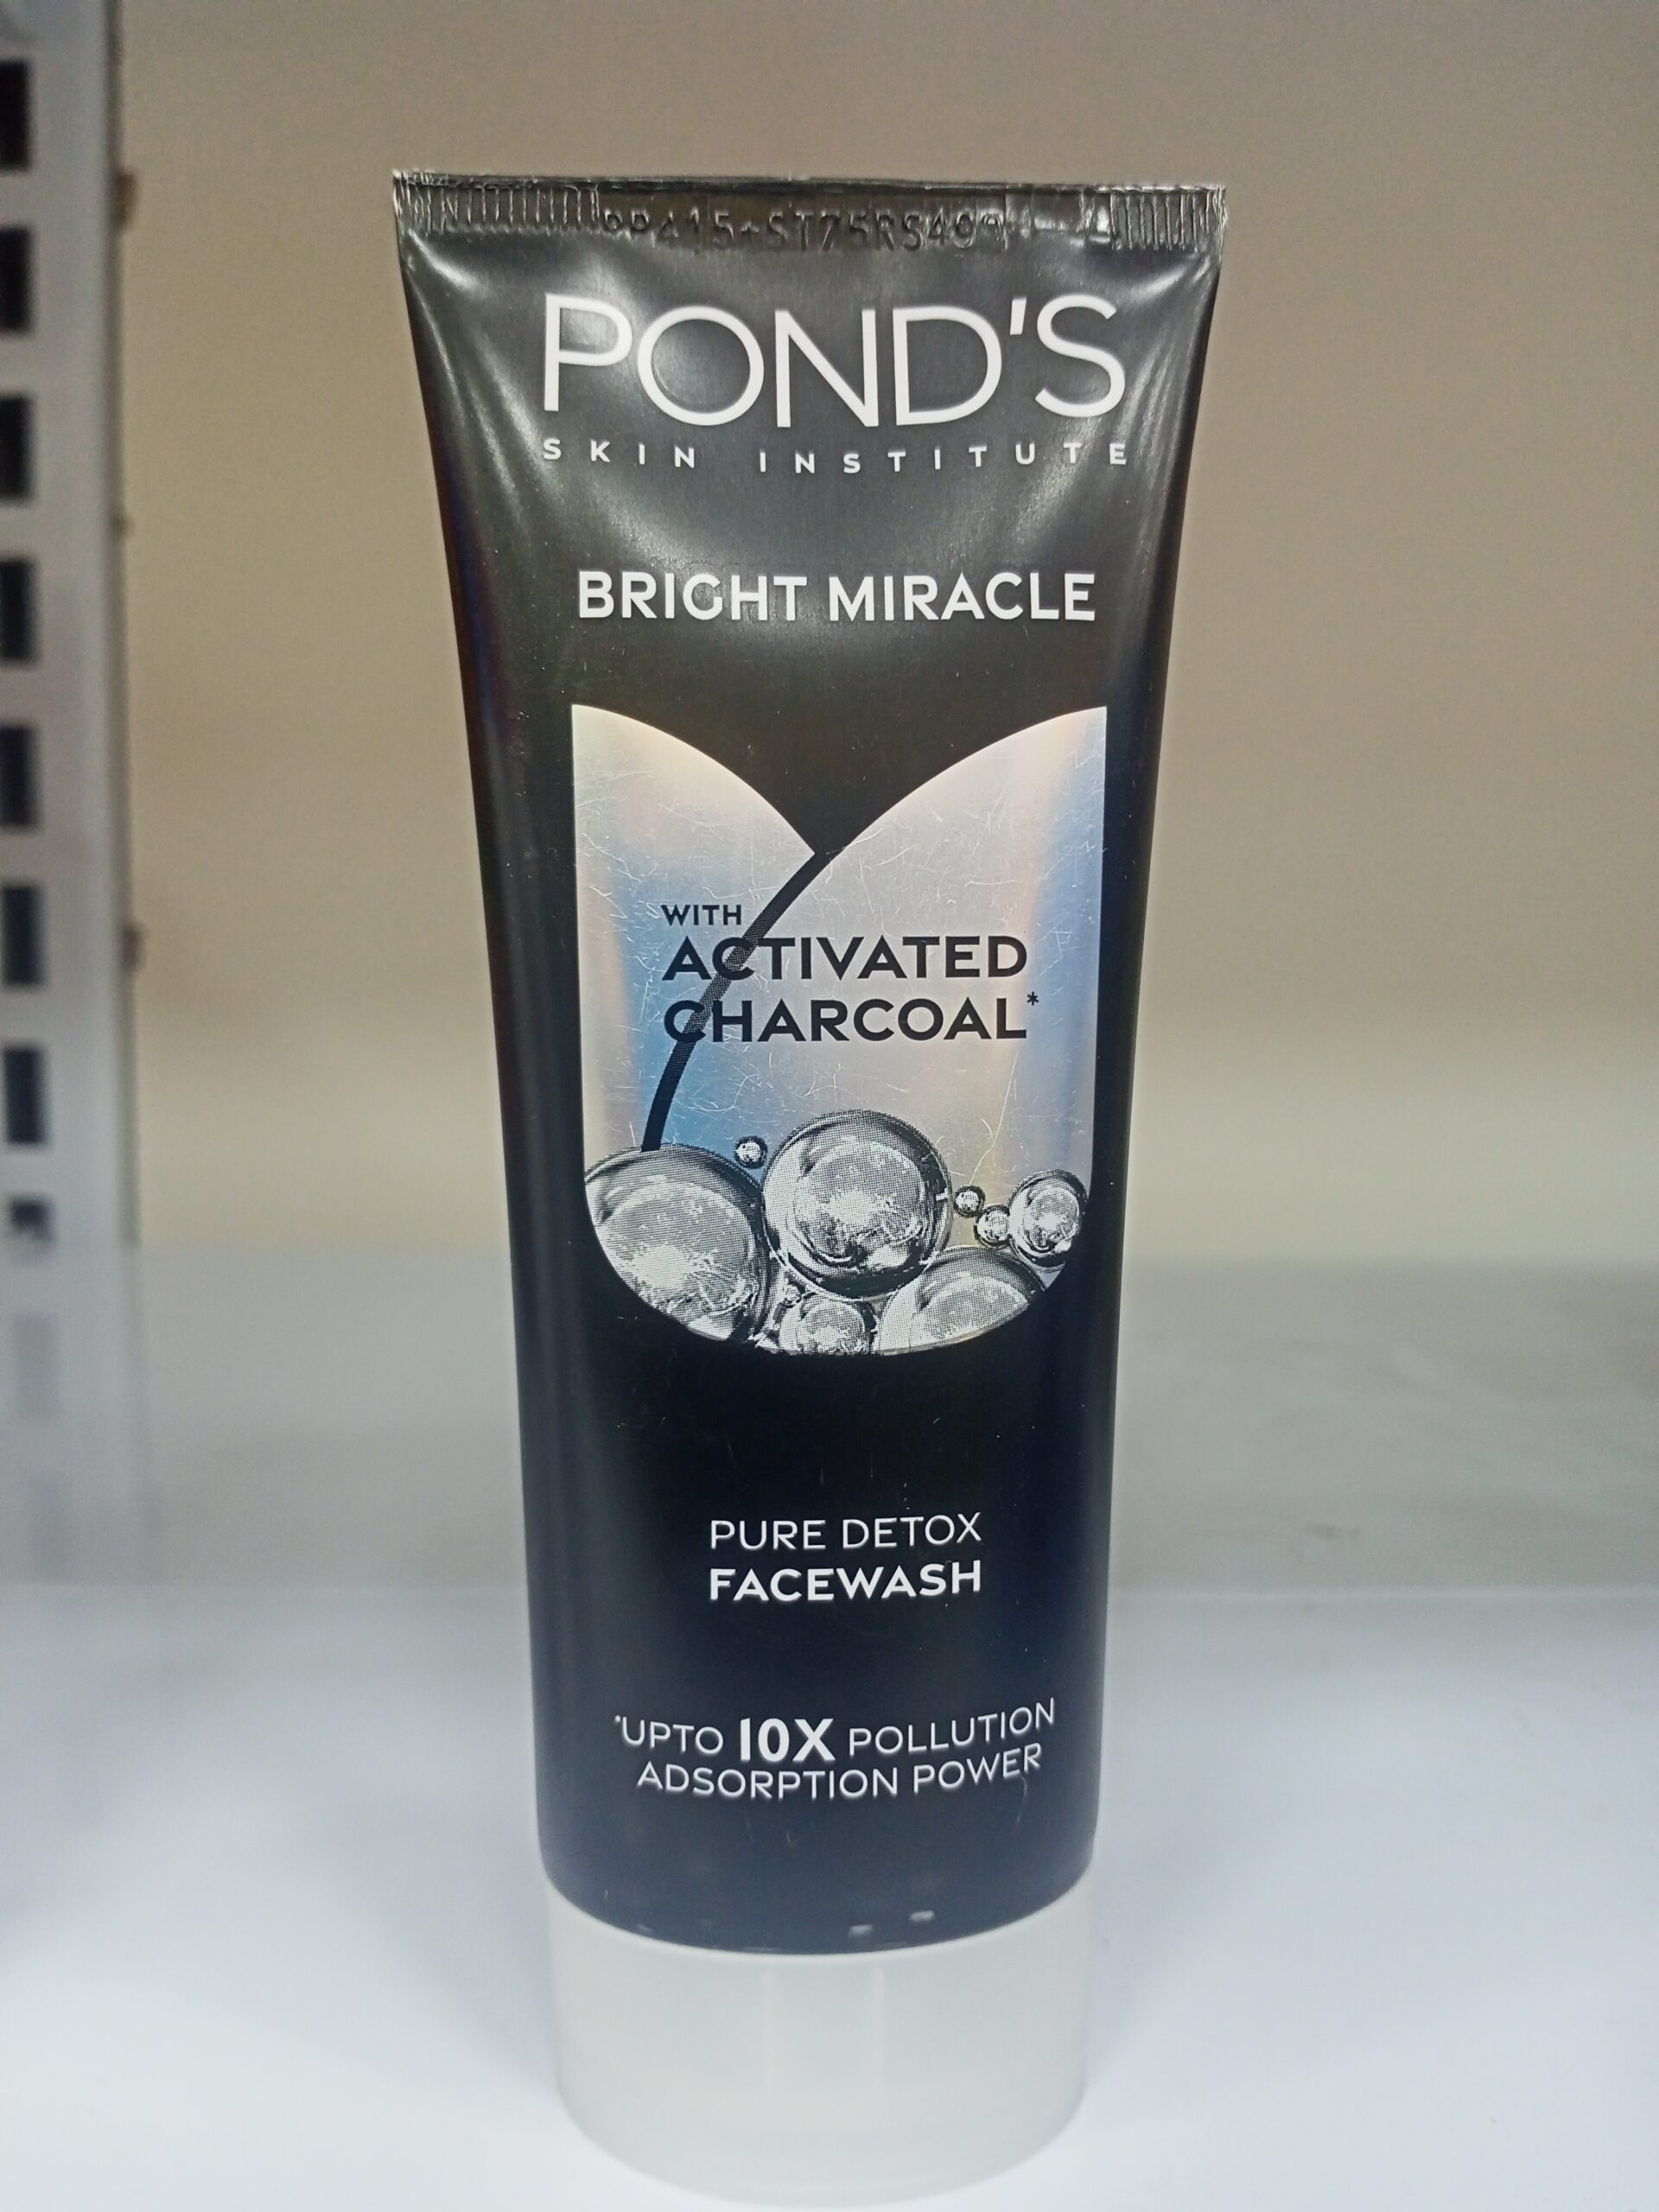 POND'S
SKIN INSTITUTE
BRIGHT MIRACLE
WITH
ACTIVATED
CHARCOAL*
PURE DETOX
FACEWASH
*UPTO 10X POLLUTION
ADSORPTION POWER